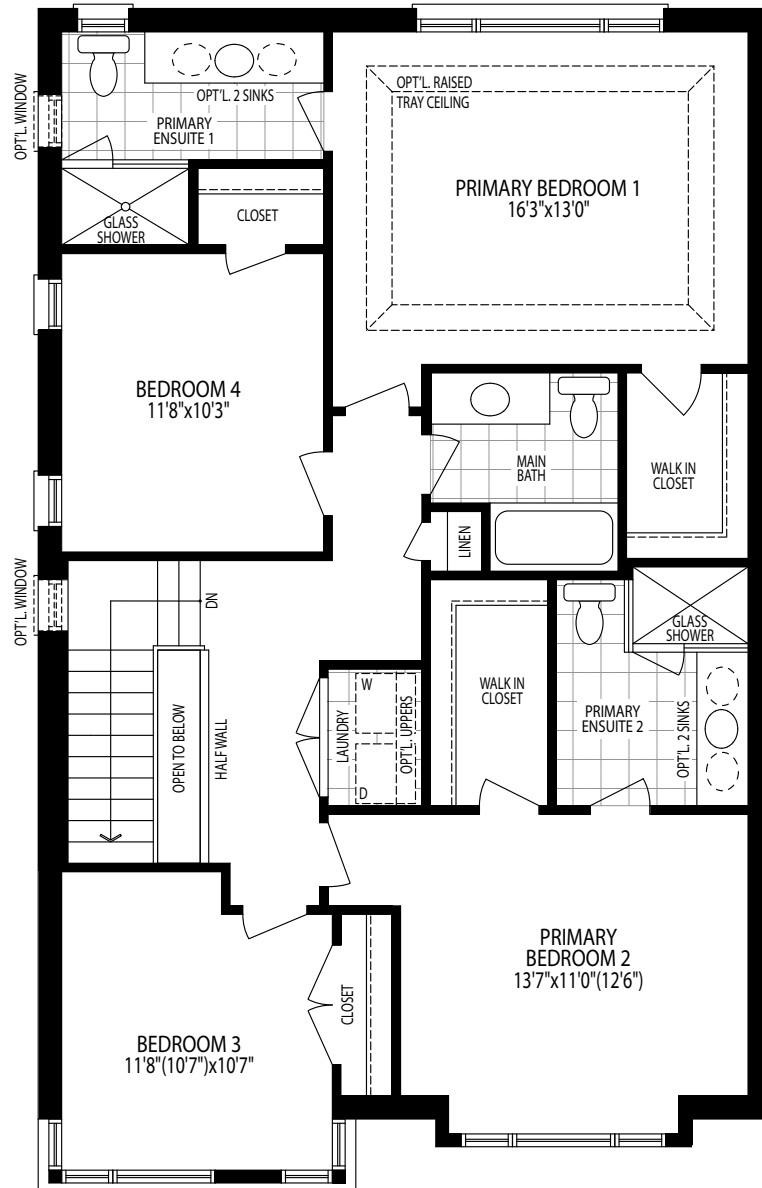 OPT'L. WINDOW
OPT'L. 2 SINKS
PRIMARY
ENSUITE 1
OPT'L. RAISED
TRAY CEILING
PRIMARY BEDROOM 1
16'3"x13'0"
GLASS
SHOWER
CLOSET
BEDROOM 4
11'8"x10'3"
MAIN
BATH
WALK IN
CLOSET
LINEN
OPT'L. WINDOW
DN
OPEN TO BELOW
HALF WALL
LAUNDRY
W
D
OPT'L. UPPERS
WALK IN
CLOSET
GLASS
SHOWER
PRIMARY
ENSUITE 2
OPT'L. 2 SINKS
PRIMARY
BEDROOM 2
13'7"x11'0"(12'6")
CLOSET
BEDROOM 3
11'8"(10'7")x10'7"